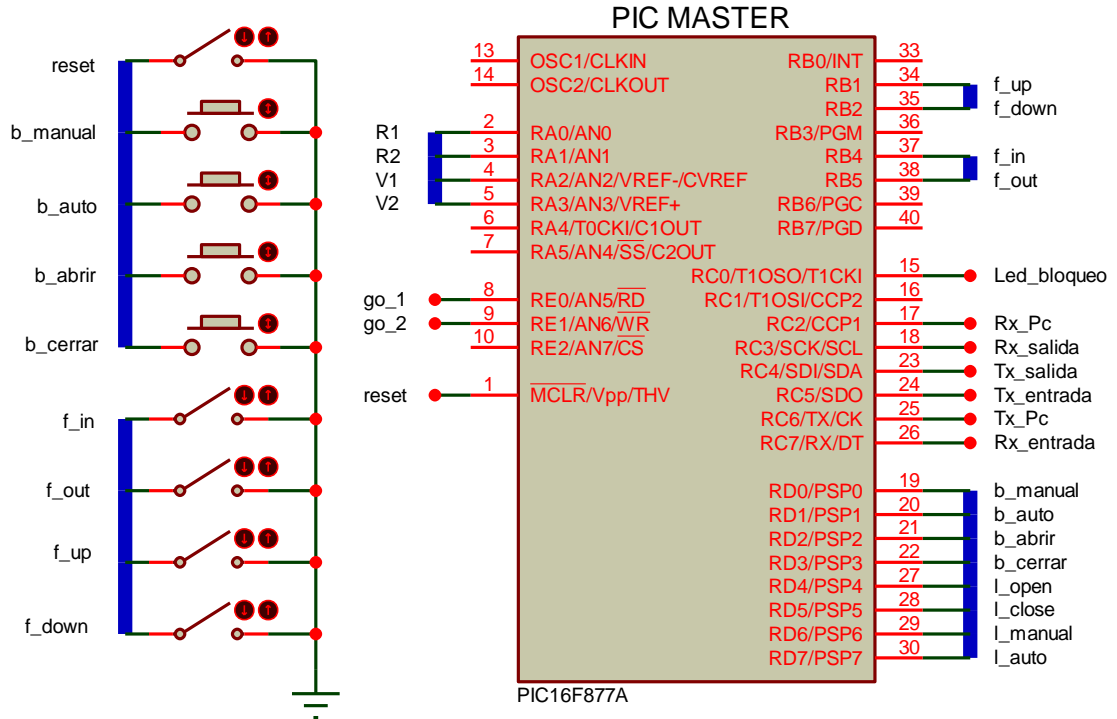 PIC MASTER
reset
b_manual
b_auto
b_abrir
b_cerrar
f_in
f_out
f_up
f_down
R1
R2
V1
V2
go_1
go_2
reset
13 OSC1/CLKIN
14 OSC2/CLKOUT
2 RA0/AN0
3 RA1/AN1
4 RA2/AN2/VREF-/CVREF
5 RA3/AN3/VREF+
6 RA4/T0CKI/C1OUT
7 RA5/AN4/SS/C2OUT
8 RE0/AN5/RD
9 RE1/AN6/WR
10 RE2/AN7/CS
1 MCLR/Vpp/THV
RB0/INT 33
RB1 34 f_up
RB2 35 f_down
RB3/PGM 36
RB4 37 f_in
RB5 38 f_out
RB6/PGC 39
RB7/PGD 40
RC0/T1OSO/T1CKI 15 Led_bloqueo
RC1/T1OSI/CCP2 16
RC2/CCP1 17 Rx_Pc
RC3/SCK/SCL 18 Rx_salida
RC4/SDI/SDA 23 Tx_salida
RC5/SDO 24 Tx_entrada
RC6/TX/CK 25 Tx_Pc
RC7/RX/DT 26 Rx_entrada
RD0/PSP0 19 b_manual
RD1/PSP1 20 b_auto
RD2/PSP2 21 b_abrir
RD3/PSP3 22 b_cerrar
RD4/PSP4 27 l_open
RD5/PSP5 28 l_close
RD6/PSP6 29 l_manual
RD7/PSP7 30 l_auto
PIC16F877A